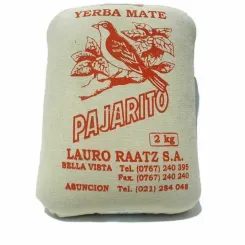 YERBA MATE
PAJARITO
2 kg
LAURO RAATZ S.A.
BELLA VISTA Tel. (0767) 240 395
Fax. (0767) 240 240
ASUNCION Tel. (021) 284 048